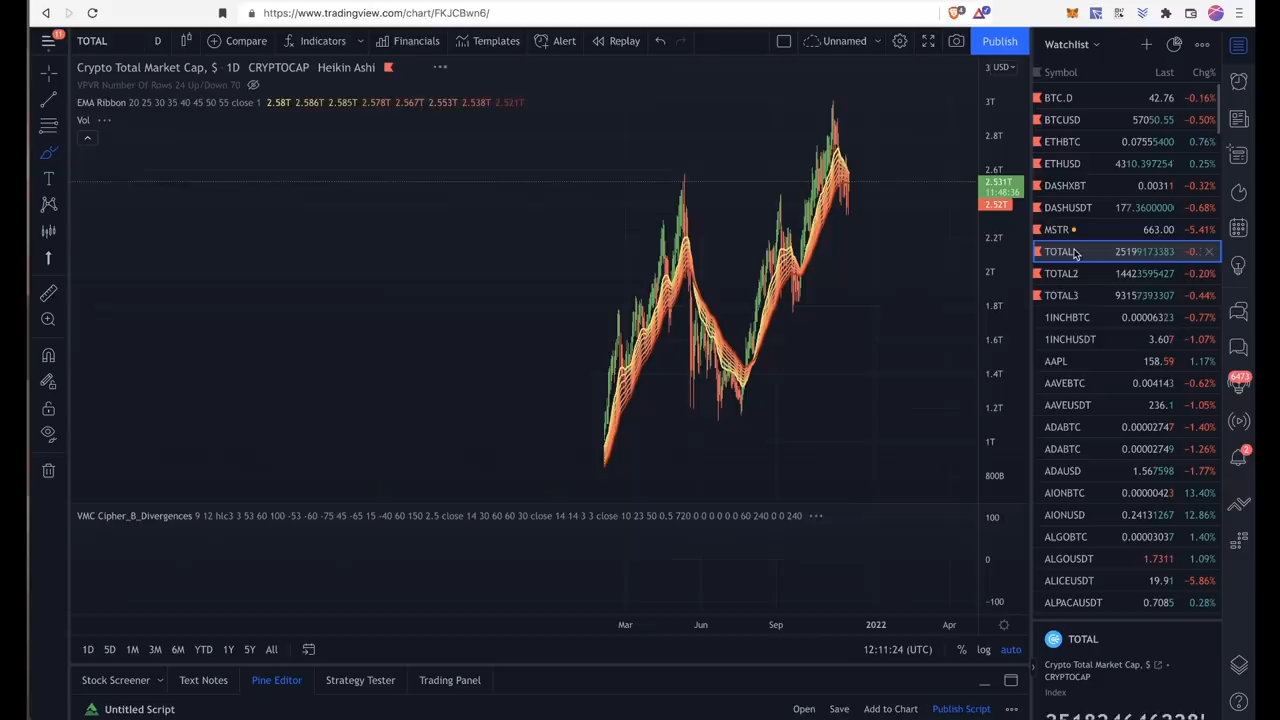 https://www.tradingview.com/chart/FKJCBwn6/
11 TOTAL D Compare Indicators Financials Templates Alert Replay Unnamed Publish
Crypto Total Market Cap, $ · 1D CRYPTOCAP Heikin Ashi
VPVR Number Of Rows 24 Up/Down 70
EMA Ribbon 20 25 30 35 40 45 50 55 close 1 2.58T 2.586T 2.585T 2.578T 2.567T 2.553T 2.538T 2.521T
Vol
USD
3T
2.8T
2.6T
2.531T
11:48:36
2.52T
2.2T
2T
1.8T
1.6T
1.4T
1.2T
1T
800B
VMC Cipher_B_Divergences 9 12 hlc3 3 53 60 100 -53 -60 -75 45 -65 15 -40 60 150 2.5 close 14 30 60 60 30 close 14 14 3 3 close 10 23 50 0.5 720 0 0 0 0 0 0 60 240 0 0 240
100
0
−100
Mar Jun Sep 2022 Apr
1D 5D 1M 3M 6M YTD 1Y 5Y All 12:11:24 (UTC) % log auto
Stock Screener Text Notes Pine Editor Strategy Tester Trading Panel
Untitled Script Open Save Add to Chart Publish Script
Watchlist
Symbol Last Chg%
BTC.D 42.76 −0.16%
BTCUSD 57050.55 −0.50%
ETHBTC 0.07555400 0.76%
ETHUSD 4310.397254 0.25%
DASHXBT 0.00311 −0.32%
DASHUSDT 177.3600000 −0.68%
MSTR 663.00 −5.41%
TOTAL 25199173383 −0.
TOTAL2 14423595427 −0.20%
TOTAL3 93157393307 −0.44%
1INCHBTC 0.00006323 −0.77%
1INCHUSDT 3.607 −1.07%
AAPL 158.59 1.17%
AAVEBTC 0.004143 −0.62%
AAVEUSDT 236.1 −1.05%
ADABTC 0.00002747 −1.40%
ADABTC 0.00002749 −1.26%
ADAUSD 1.567598 −1.77%
AIONBTC 0.00000423 13.40%
AIONUSD 0.24131267 12.86%
ALGOBTC 0.00003037 1.40%
ALGOUSDT 1.7311 1.09%
ALICEUSDT 19.91 −5.86%
ALPACAUSDT 0.7085 0.28%
TOTAL
Crypto Total Market Cap, $
CRYPTOCAP
Index
6473
2